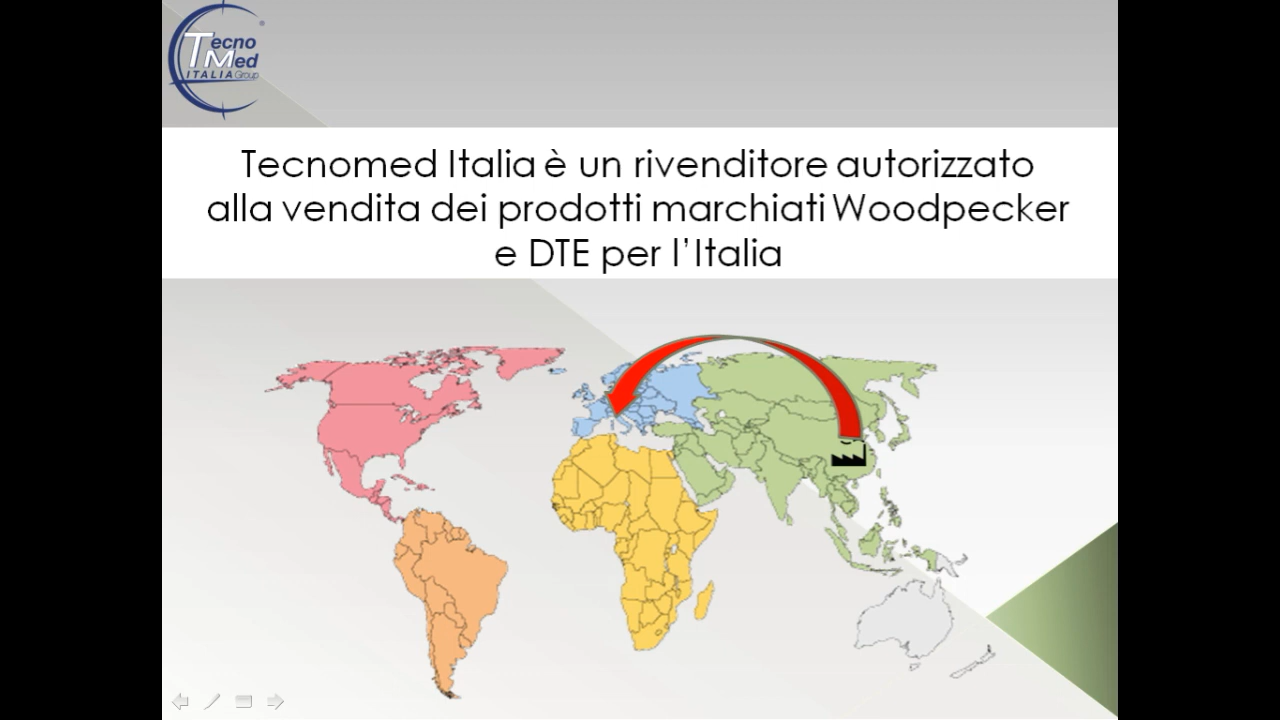 Tecno
Med
ITALIA Group
Tecnomed Italia è un rivenditore autorizzato
alla vendita dei prodotti marchiati Woodpecker
e DTE per l’Italia